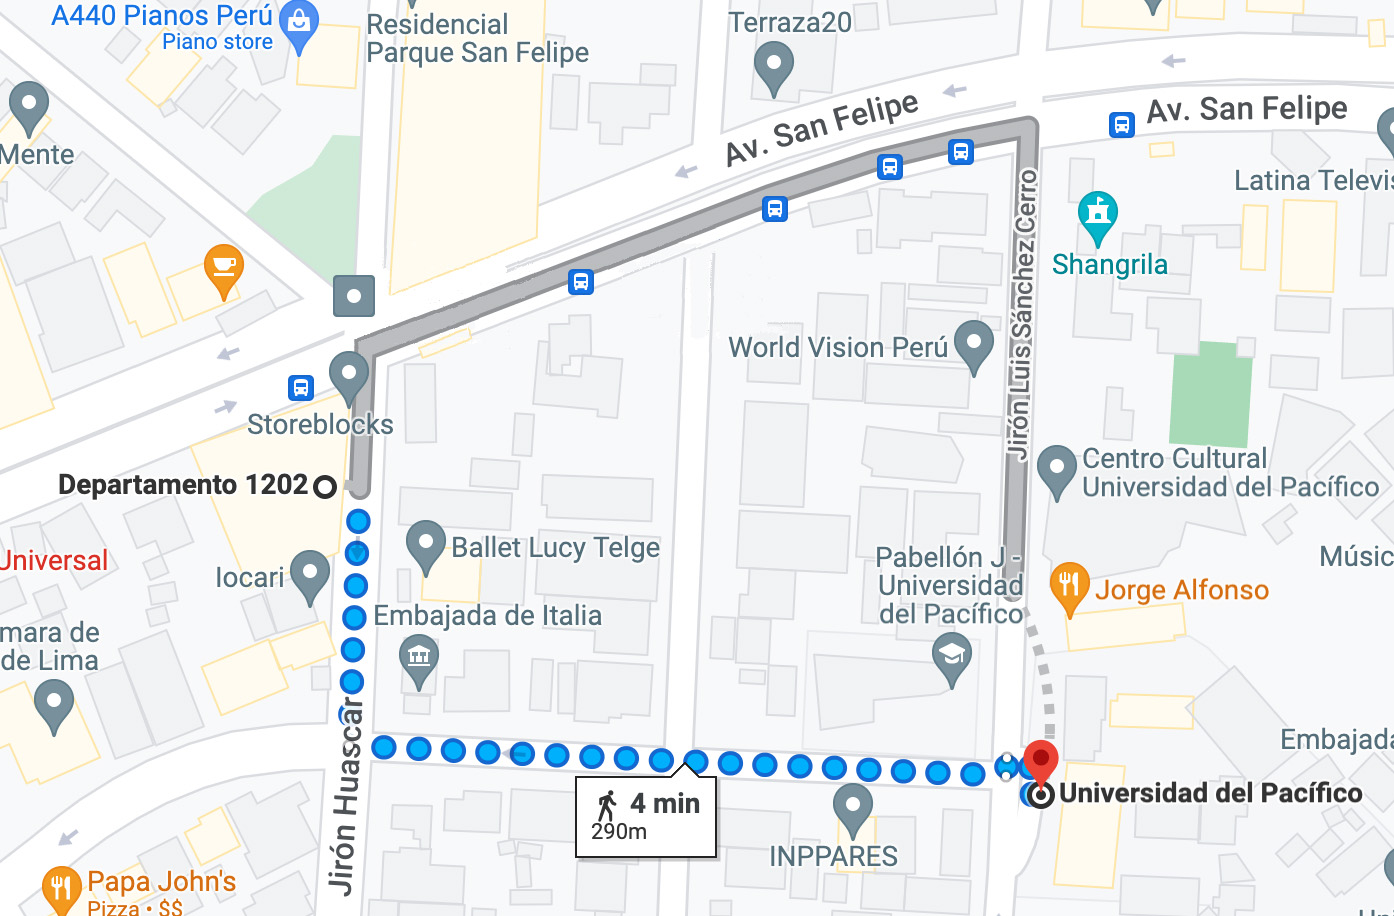 A440 Pianos Perú
Piano store
Residencial
Parque San Felipe
Terraza20
Av. San Felipe
Av. San Felipe
Mente
Latina Televis
Jirón Luis Sánchez Cerro
Shangrila
World Vision Perú
Storeblocks
Departamento 1202
Centro Cultural
Universidad del Pacífico
Universal
Ballet Lucy Telge
Iocari
Pabellón J -
Universidad
del Pacífico
Músic
Jorge Alfonso
Embajada de Italia
mara de
de Lima
Jirón Huascar
Embajada
4 min
290m
Universidad del Pacífico
INPPARES
Papa John's
Pizza • $$